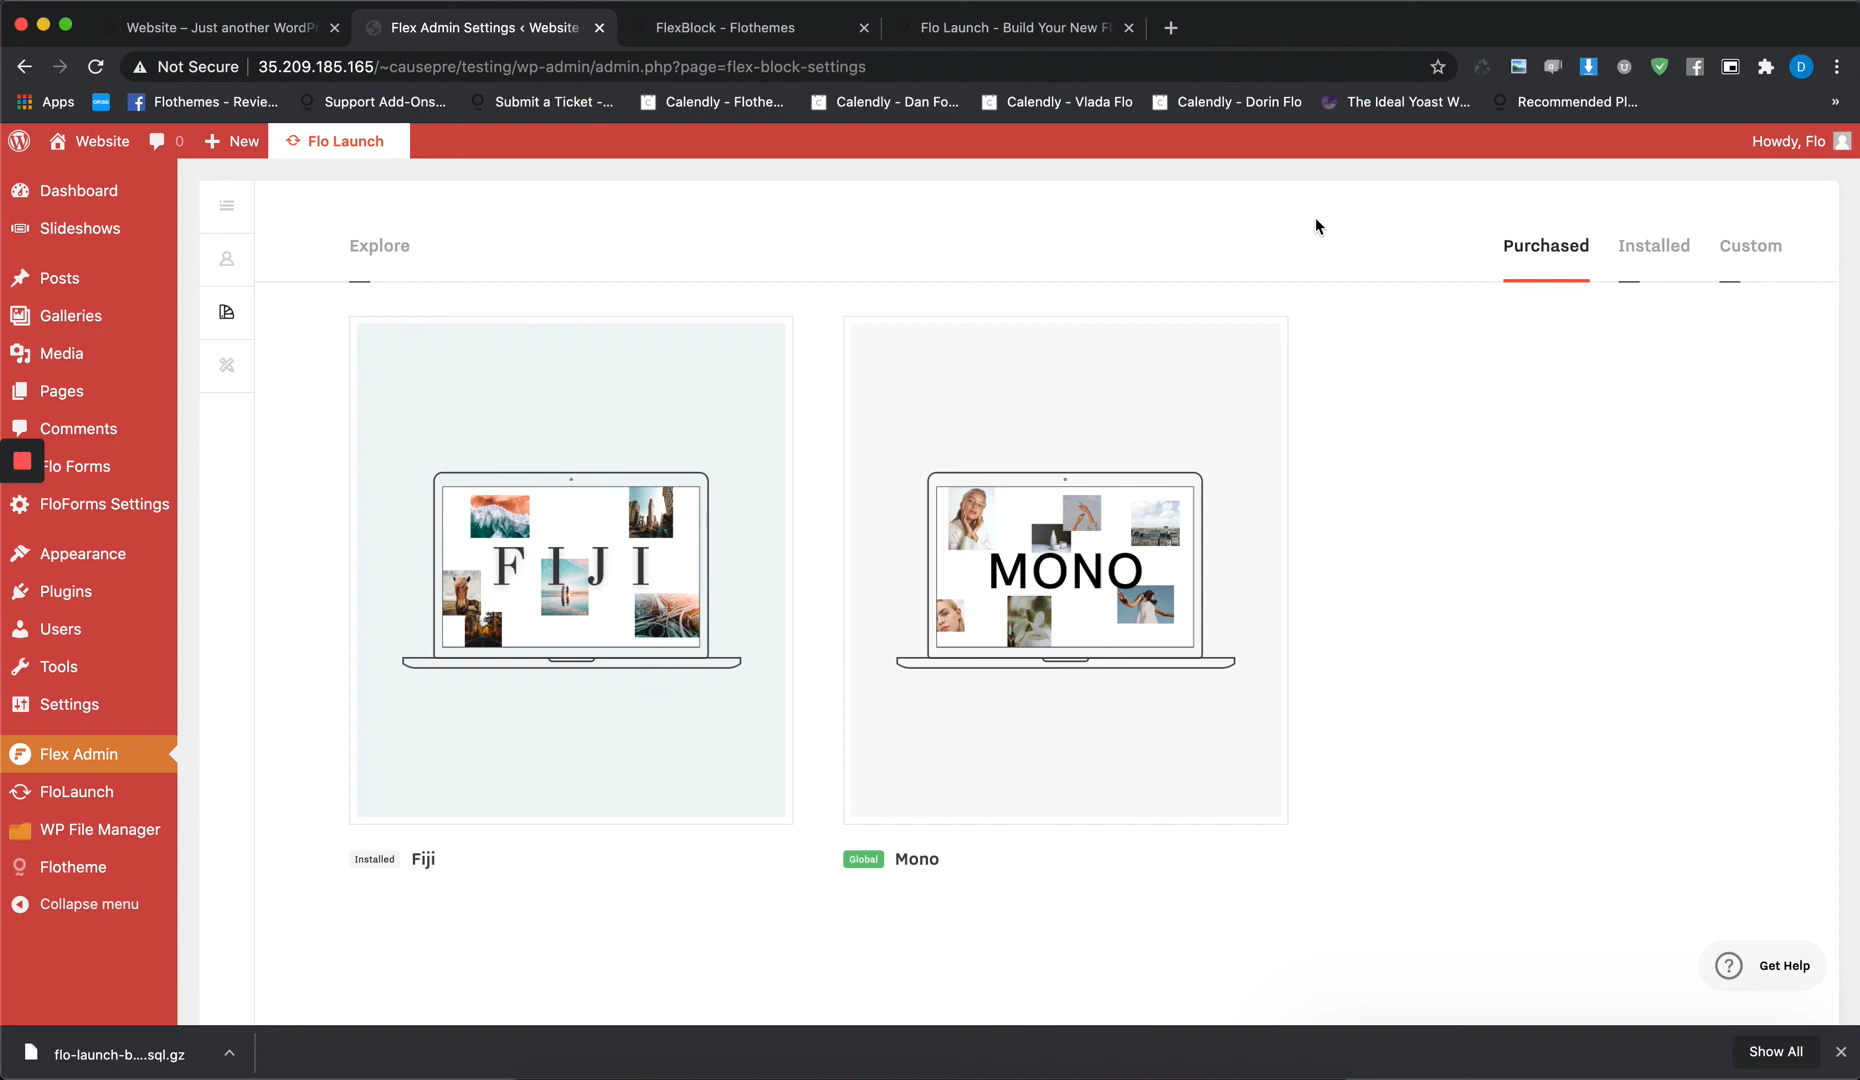 Website – Just another WordPr
Flex Admin Settings ‹ Website
FlexBlock - Flothemes
Flo Launch - Build Your New Fl
Not Secure
35.209.185.165/~causepre/testing/wp-admin/admin.php?page=flex-block-settings
D
Apps
Flothemes - Revie...
Support Add-Ons...
Submit a Ticket -...
Calendly - Flothe...
Calendly - Dan Fo...
Calendly - Vlada Flo
Calendly - Dorin Flo
The Ideal Yoast W...
Recommended Pl...
»
Website
0
New
Flo Launch
Howdy, Flo
Dashboard
Slideshows
Posts
Galleries
Media
Pages
Comments
Flo Forms
FloForms Settings
Appearance
Plugins
Users
Tools
Settings
Flex Admin
FloLaunch
WP File Manager
Flotheme
Collapse menu
Explore
Purchased
Installed
Custom
FIJI
MONO
Installed
Fiji
Global
Mono
Get Help
flo-launch-b....sql.gz
Show All